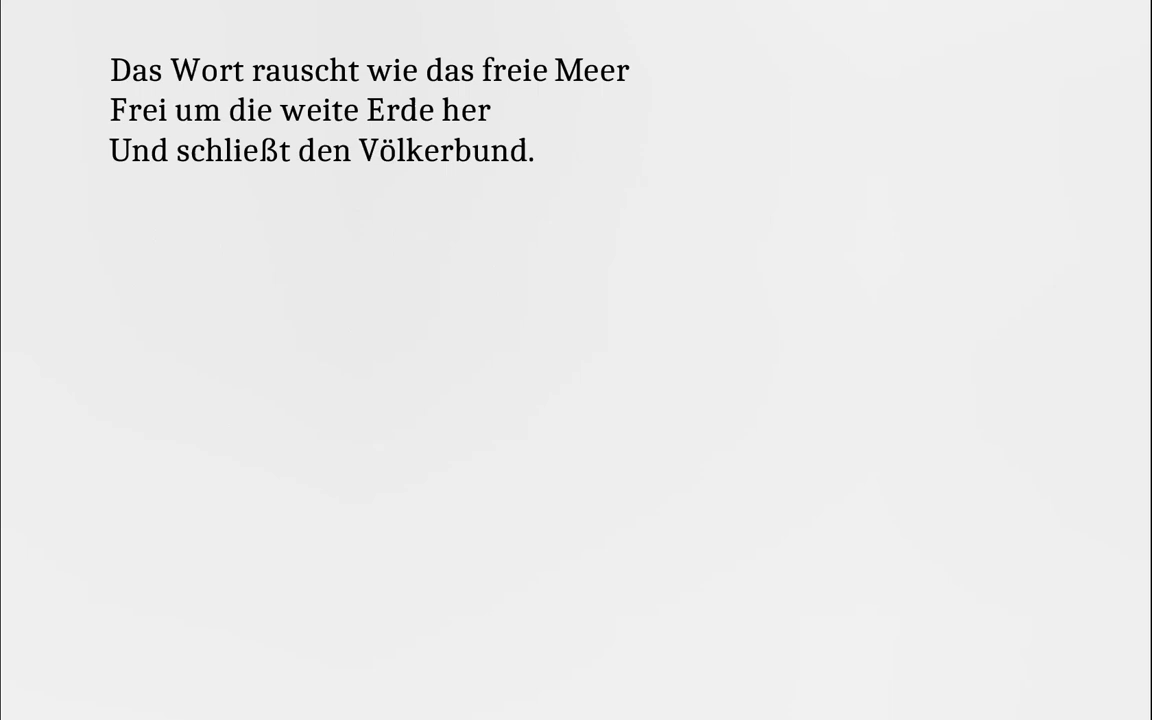 Das Wort rauscht wie das freie Meer
Frei um die weite Erde her
Und schließt den Völkerbund.